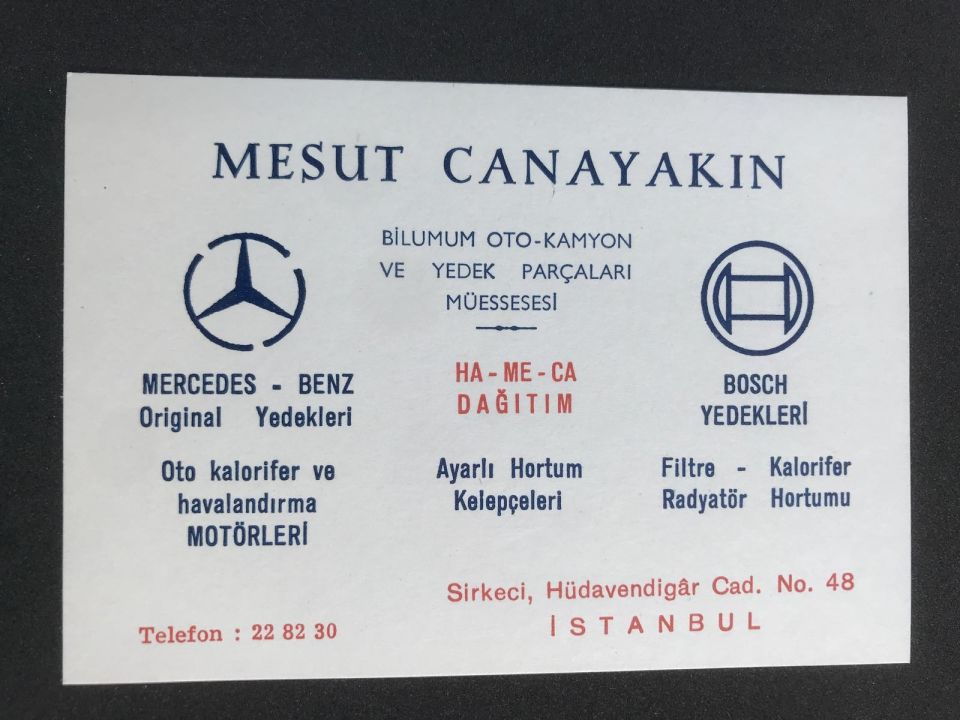 MESUT CANAYAKIN
BİLUMUM OTO-KAMYON
VE YEDEK PARÇALARI
MÜESSESESİ
MERCEDES - BENZ
Original Yedekleri
HA - ME - CA
DAĞITIM
BOSCH
YEDEKLERİ
Oto kalorifer ve
havalandırma
MOTÖRLERİ
Ayarlı Hortum
Kelepçeleri
Filtre - Kalorifer
Radyatör Hortumu
Telefon : 22 82 30
Sirkeci, Hüdavendigâr Cad. No. 48
İSTANBUL